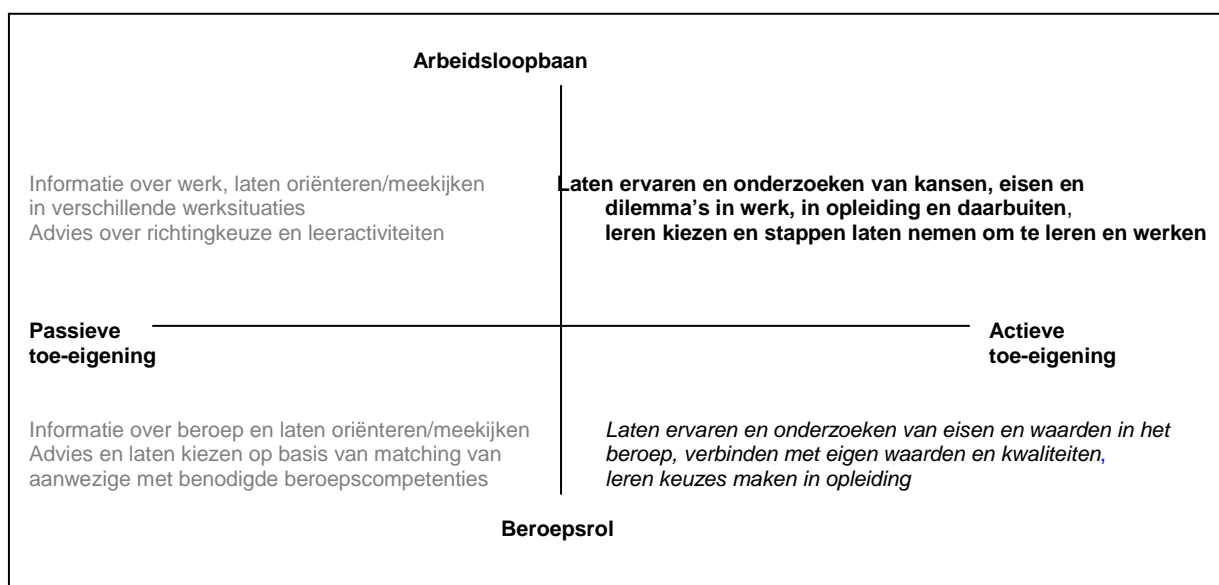 Arbeidsloopbaan
Informatie over werk, laten oriënteren/meekijken
in verschillende werksituaties
Advies over richtingkeuze en leeractiviteiten
Laten ervaren en onderzoeken van kansen, eisen en
dilemma's in werk, in opleiding en daarbuiten,
leren kiezen en stappen laten nemen om te leren en werken
Passieve
toe-eigening
Actieve
toe-eigening
Informatie over beroep en laten oriënteren/meekijken
Advies en laten kiezen op basis van matching van
aanwezige met benodigde beroepscompetenties
Laten ervaren en onderzoeken van eisen en waarden in het
beroep, verbinden met eigen waarden en kwaliteiten,
leren keuzes maken in opleiding
Beroepsrol